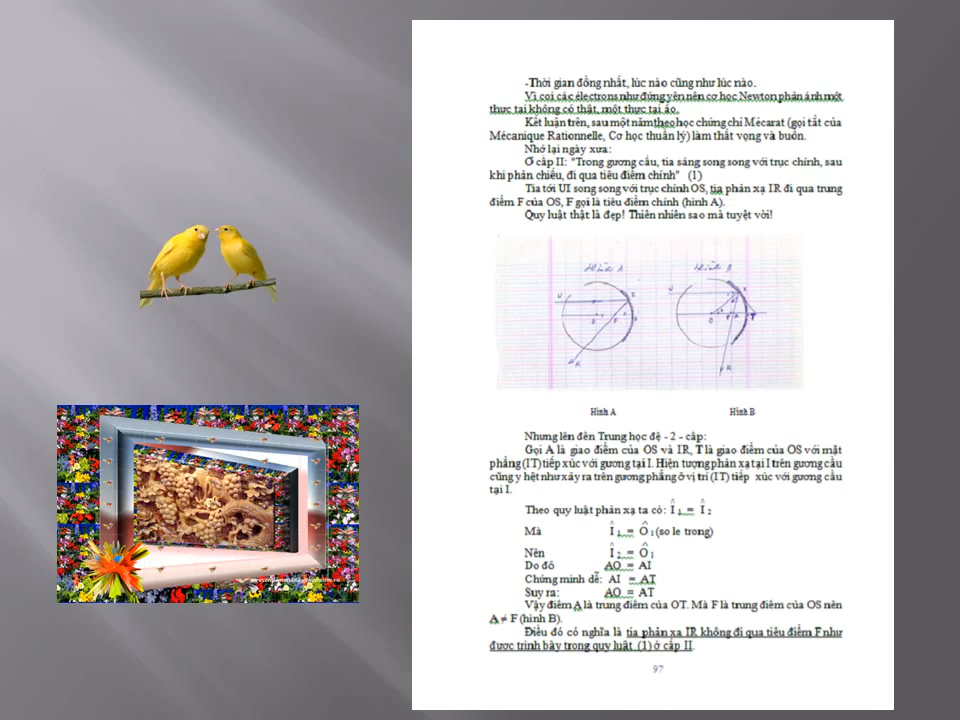 -Thời gian đồng nhất, lúc nào cũng như lúc nào.
Vì coi các électrons như đứng yên nên cơ học Newton phản ánh một
thực tại không có thật, một thực tại ảo.
Kết luận trên, sau một năm theo học chứng chỉ Mécarat (gọi tắt của
Mécanique Rationnelle, Cơ học thuần lý) làm thất vọng và buồn.
Nhớ lại ngày xưa:
Ở cấp II: "Trong gương cầu, tia sáng song song với trục chính, sau
khi phản chiếu, đi qua tiêu điểm chính" (1)
Tia tới UI song song với trục chính OS, tia phản xạ IR đi qua trung
điểm F của OS, F gọi là tiêu điểm chính (hình A).
Quy luật thật là đẹp! Thiên nhiên sao mà tuyệt vời!
Hình A Hình B
Hình A Hình B
Nhưng lên đến Trung học đệ - 2 - cấp:
Gọi A là giao điểm của OS và IR, T là giao điểm của OS với mặt
phẳng (IT) tiếp xúc với gương tại I. Hiện tượng phản xạ tại I trên gương cầu
cũng y hệt như xảy ra trên gương phẳng ở vị trí (IT) tiếp xúc với gương cầu
tại I.
Theo quy luật phản xạ ta có: Î 1 = Î 2
Mà Î 1 = Ô 1 (so le trong)
Nên Î 2 = Ô 1
Do đó AO = AI
Chứng minh dễ: AI = AT
Suy ra: AO = AT
Vậy điểm A là trung điểm của OT. Mà F là trung điểm của OS nên
A ≠ F (hình B).
Điều đó có nghĩa là tia phản xạ IR không đi qua tiêu điểm F như
được trình bày trong quy luật (1) ở cấp II.
97